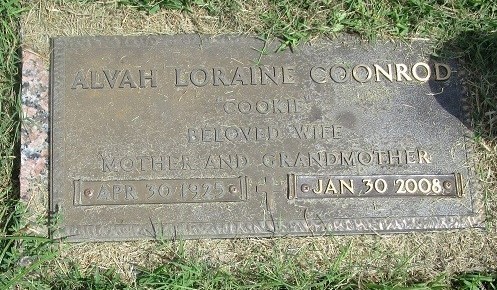 ALVAH LORAINE COONROD
"COOKIE"
BELOVED WIFE
MOTHER AND GRANDMOTHER
APR 30 1925 JAN 30 2008